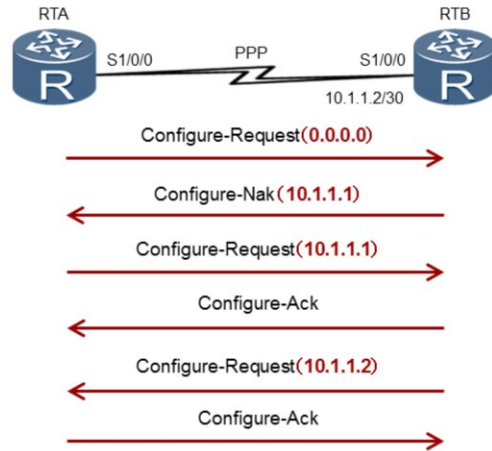 RTA RTB
S1/0/0 PPP S1/0/0
R R
10.1.1.2/30
Configure-Request(0.0.0.0)
Configure-Nak(10.1.1.1)
Configure-Request(10.1.1.1)
Configure-Ack
Configure-Request(10.1.1.2)
Configure-Ack